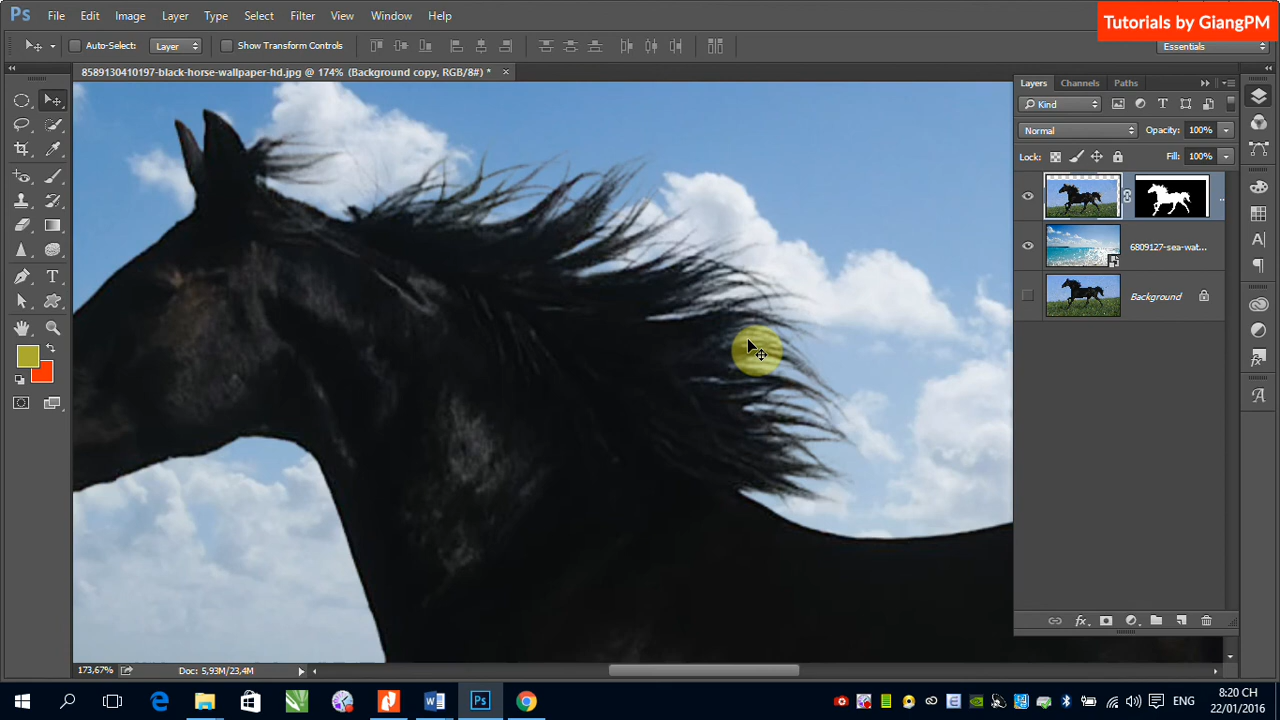 Ps File Edit Image Layer Type Select Filter View Window Help
Tutorials by GiangPM
Auto-Select: Layer Show Transform Controls
Essentials
8589130410197-black-horse-wallpaper-hd.jpg @ 174% (Background copy, RGB/8#) * ×
Layers Channels Paths
Kind
Normal Opacity: 100%
Lock: Fill: 100%
6809127-sea-wat...
Background
173,67% Doc: 5,93M/23,4M
8:20 CH
22/01/2016